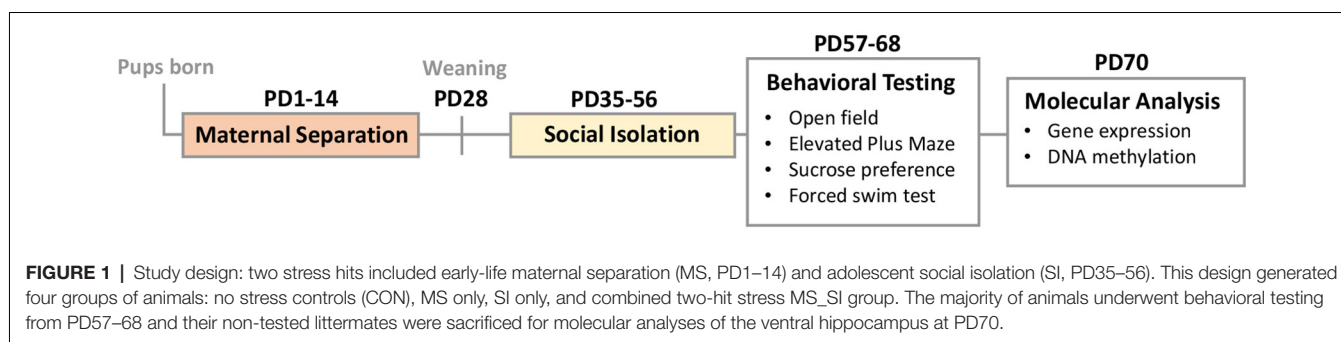 Pups born
PD1-14
Maternal Separation
Weaning
PD28
PD35-56
Social Isolation
PD57-68
Behavioral Testing
• Open field
• Elevated Plus Maze
• Sucrose preference
• Forced swim test
PD70
Molecular Analysis
• Gene expression
• DNA methylation
FIGURE 1 | Study design: two stress hits included early-life maternal separation (MS, PD1–14) and adolescent social isolation (SI, PD35–56). This design generated
four groups of animals: no stress controls (CON), MS only, SI only, and combined two-hit stress MS_SI group. The majority of animals underwent behavioral testing
from PD57–68 and their non-tested littermates were sacrificed for molecular analyses of the ventral hippocampus at PD70.